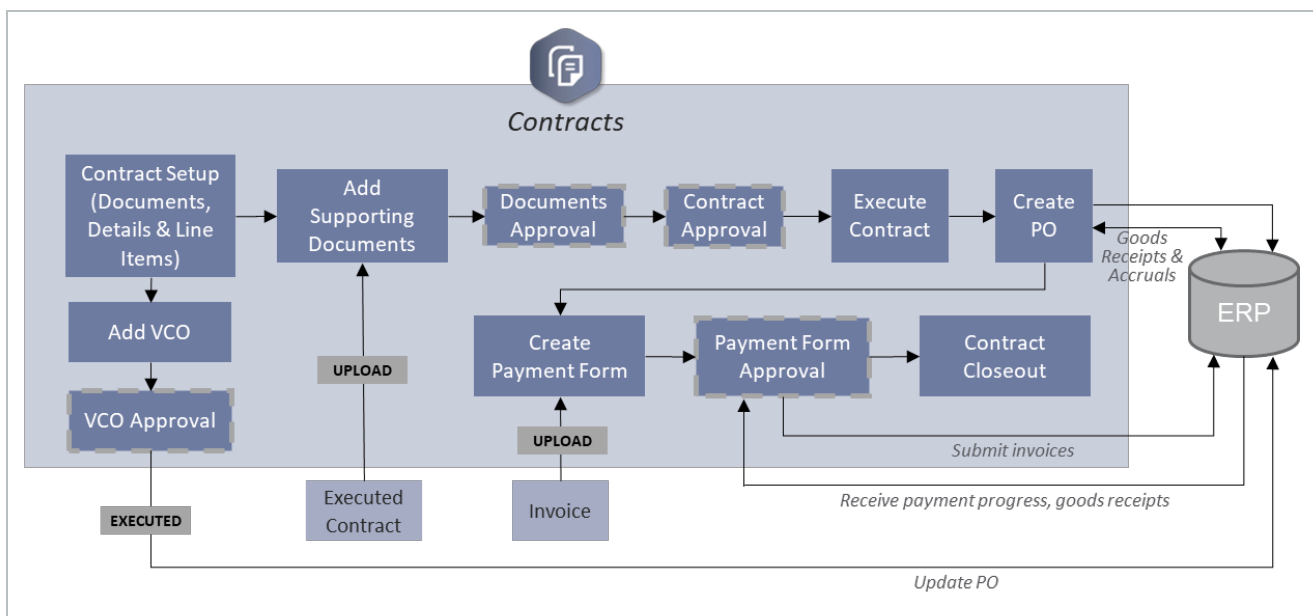 Contracts
Contract Setup
(Documents,
Details & Line
Items)
Add
Supporting
Documents
Documents
Approval
Contract
Approval
Execute
Contract
Create
PO
Goods
Receipts &
Accruals
ERP
Add VCO
VCO Approval
UPLOAD
Create
Payment Form
Payment Form
Approval
Contract
Closeout
UPLOAD
Submit invoices
Executed
Contract
Invoice
Receive payment progress, goods receipts
EXECUTED
Update PO